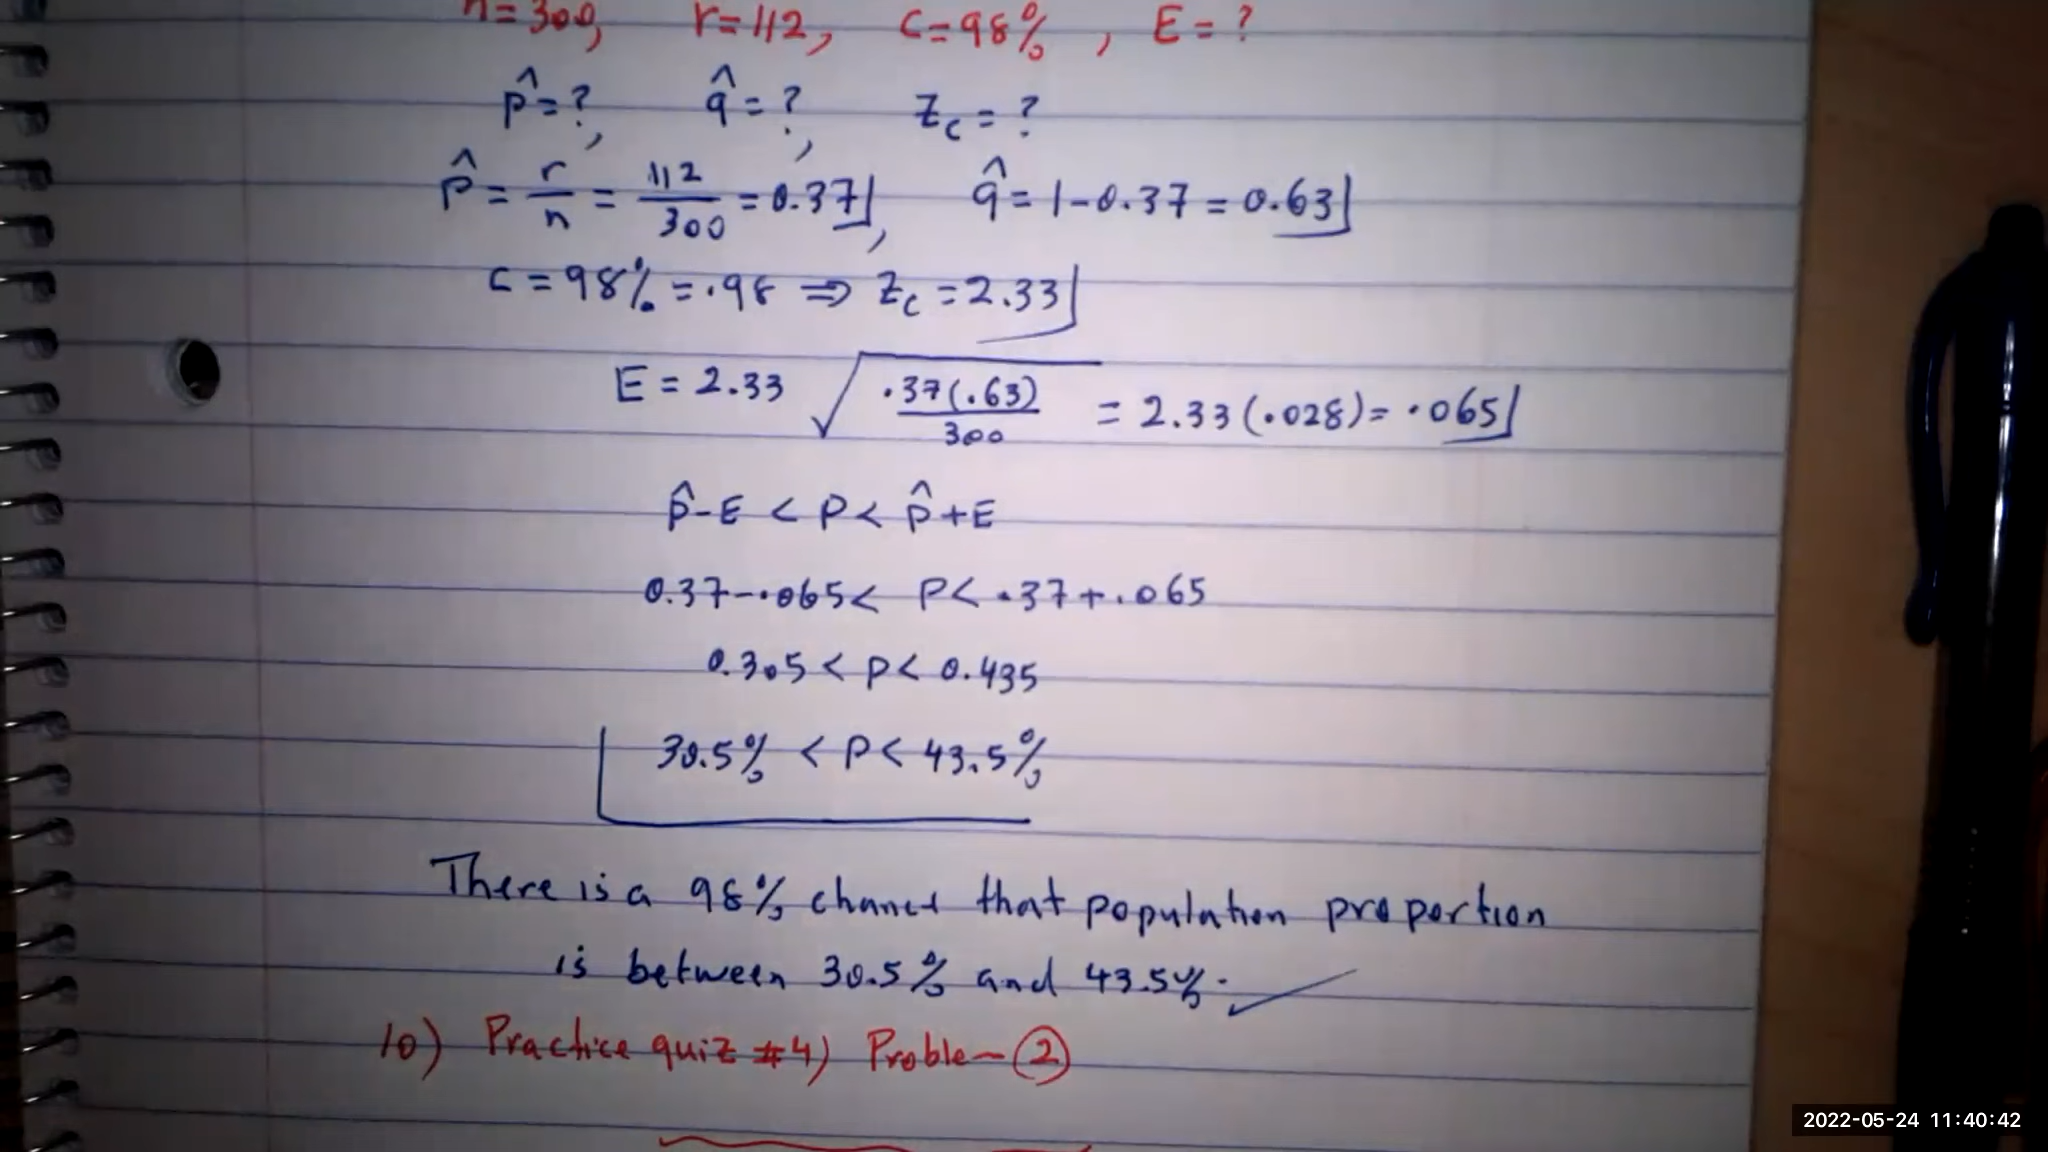 n=300, r=112, c=98%, E=?
p̂=?, q̂=?, Zc=?
p̂ = r/n = 112/300 = 0.37, q̂ = 1-0.37 = 0.63
c=98% = .98 ⇒ Zc = 2.33
E = 2.33 √(.37(.63)/300) = 2.33(.028) = .065
p̂-E < P < p̂+E
0.37-.065 < P < .37+.065
0.305 < P < 0.435
30.5% < P < 43.5%
There is a 98% chance that population proportion
is between 30.5% and 43.5%.
10) Practice quiz #4) Problem ②
2022-05-24 11:40:42